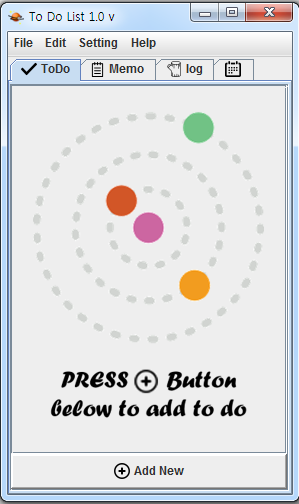 To Do List 1.0 v
File Edit Setting Help
ToDo Memo log
PRESS Button
below to add to do
Add New